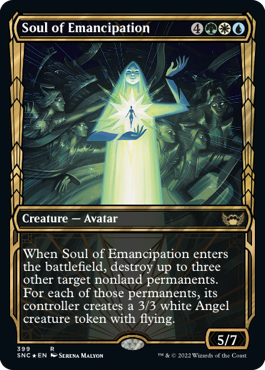 Soul of Emancipation 4
Creature — Avatar
When Soul of Emancipation enters
the battlefield, destroy up to three
other target nonland permanents.
For each of those permanents, its
controller creates a 3/3 white Angel
creature token with flying.
5/7
399 R
SNC ★ EN Serena Malyon
™ & © 2022 Wizards of the Coast